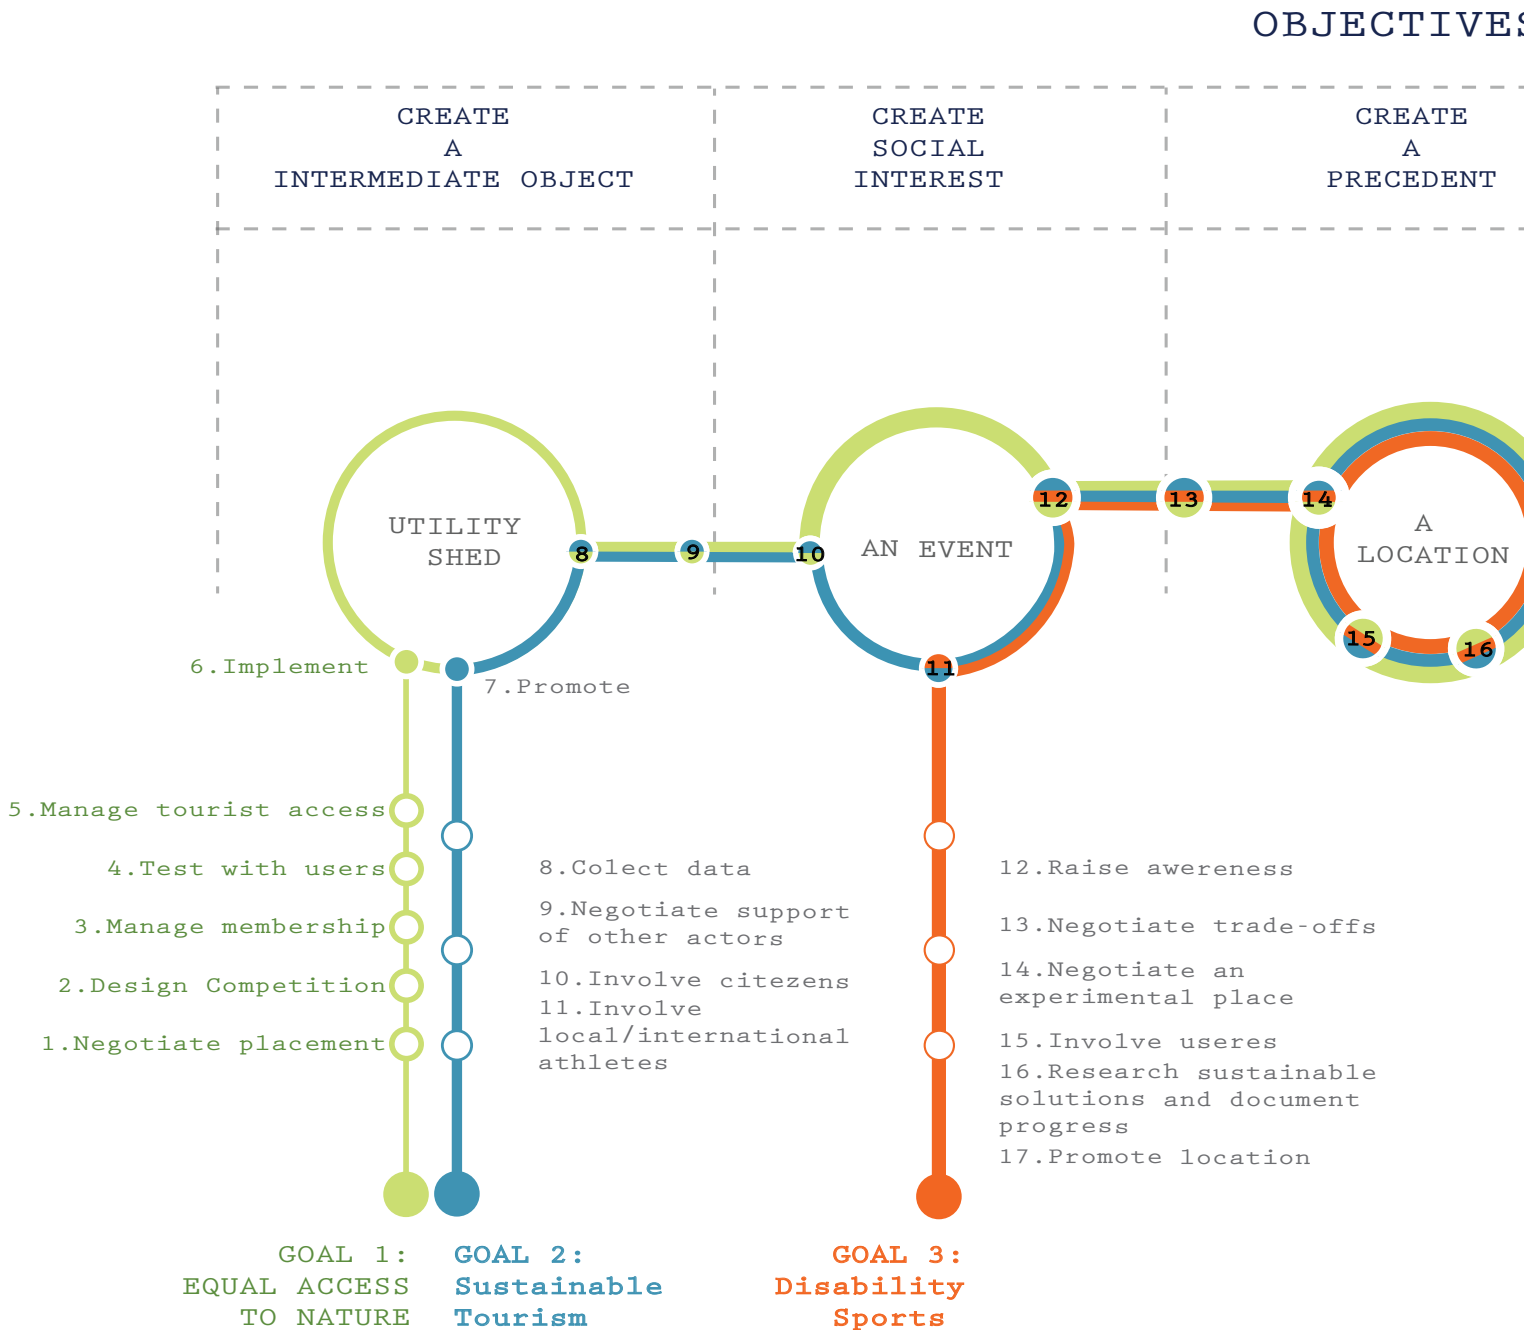 OBJECTIVES
CREATE
A
INTERMEDIATE OBJECT
CREATE
SOCIAL
INTEREST
CREATE
A
PRECEDENT
UTILITY
SHED
8
9
10
AN EVENT
11
12
13
14
A
LOCATION
15
16
6.Implement
7.Promote
5.Manage tourist access
4.Test with users
3.Manage membership
2.Design Competition
1.Negotiate placement
8.Colect data
9.Negotiate support
of other actors
10.Involve citezens
11.Involve
local/international
athletes
12.Raise awereness
13.Negotiate trade-offs
14.Negotiate an
experimental place
15.Involve useres
16.Research sustainable
solutions and document
progress
17.Promote location
GOAL 1:
EQUAL ACCESS
TO NATURE
GOAL 2:
Sustainable
Tourism
GOAL 3:
Disability
Sports